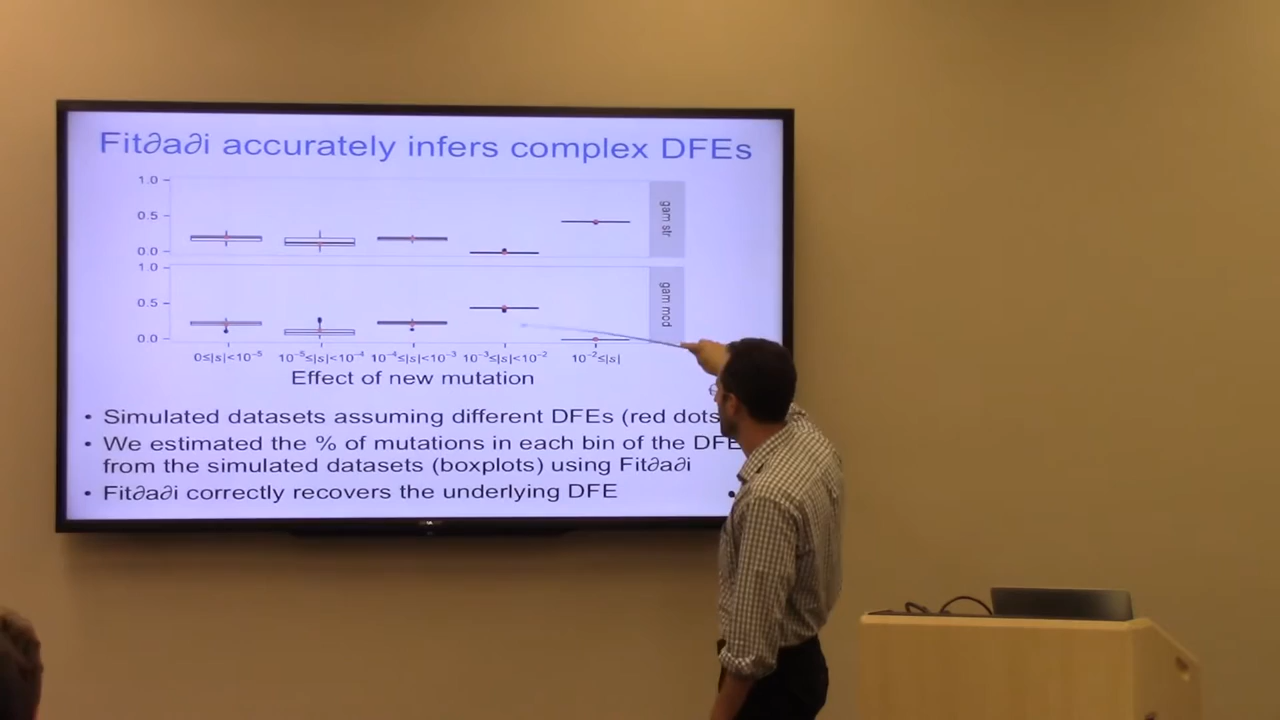 Fit∂a∂i accurately infers complex DFEs
1.0
0.5
0.0
gam str
1.0
0.5
0.0
gam mod
0≤|s|<10⁻⁵ 10⁻⁵≤|s|<10⁻⁴ 10⁻⁴≤|s|<10⁻³ 10⁻³≤|s|<10⁻² 10⁻²≤|s|
Effect of new mutation
• Simulated datasets assuming different DFEs (red dots
• We estimated the % of mutations in each bin of the DFE
from the simulated datasets (boxplots) using Fit∂a∂i
• Fit∂a∂i correctly recovers the underlying DFE